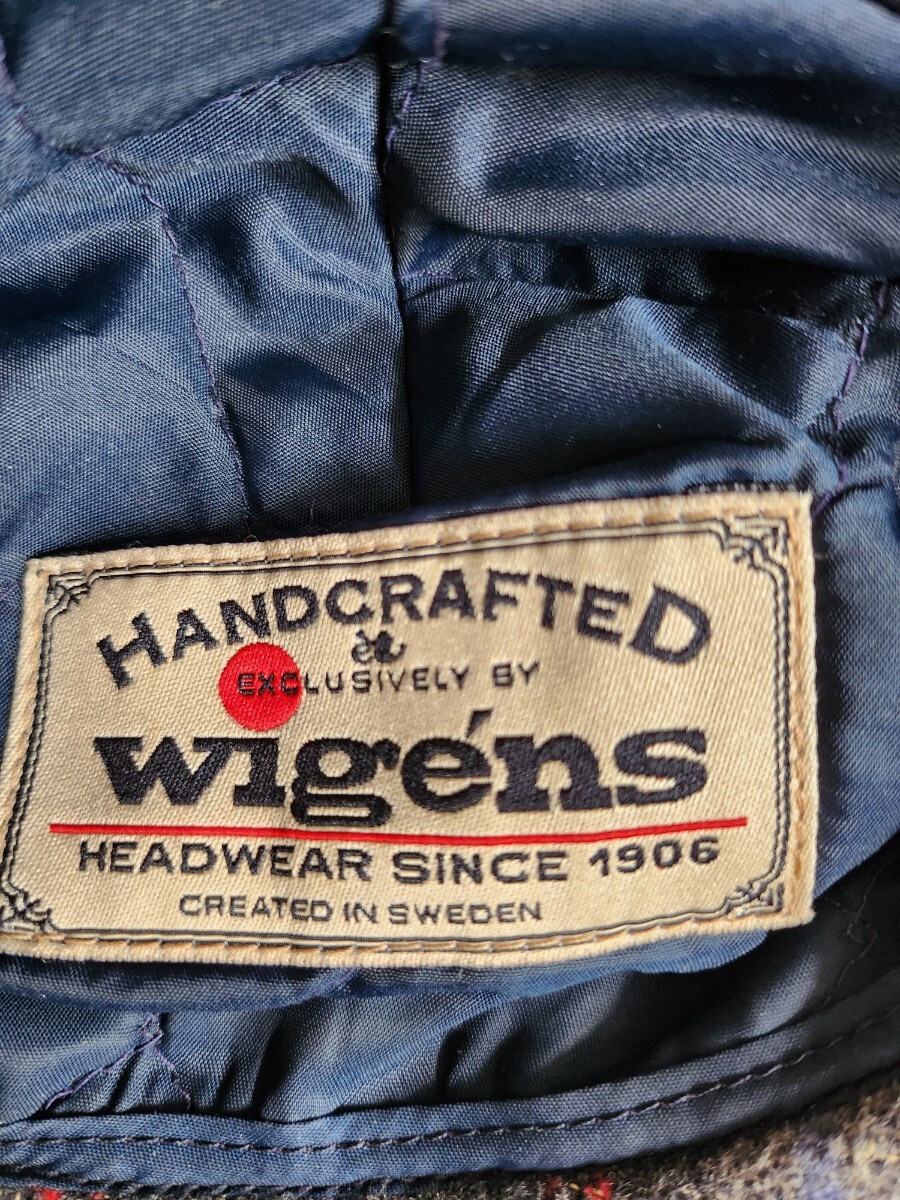 HANDCRAFTED
EXCLUSIVELY BY
wigéns
HEADWEAR SINCE 1906
CREATED IN SWEDEN